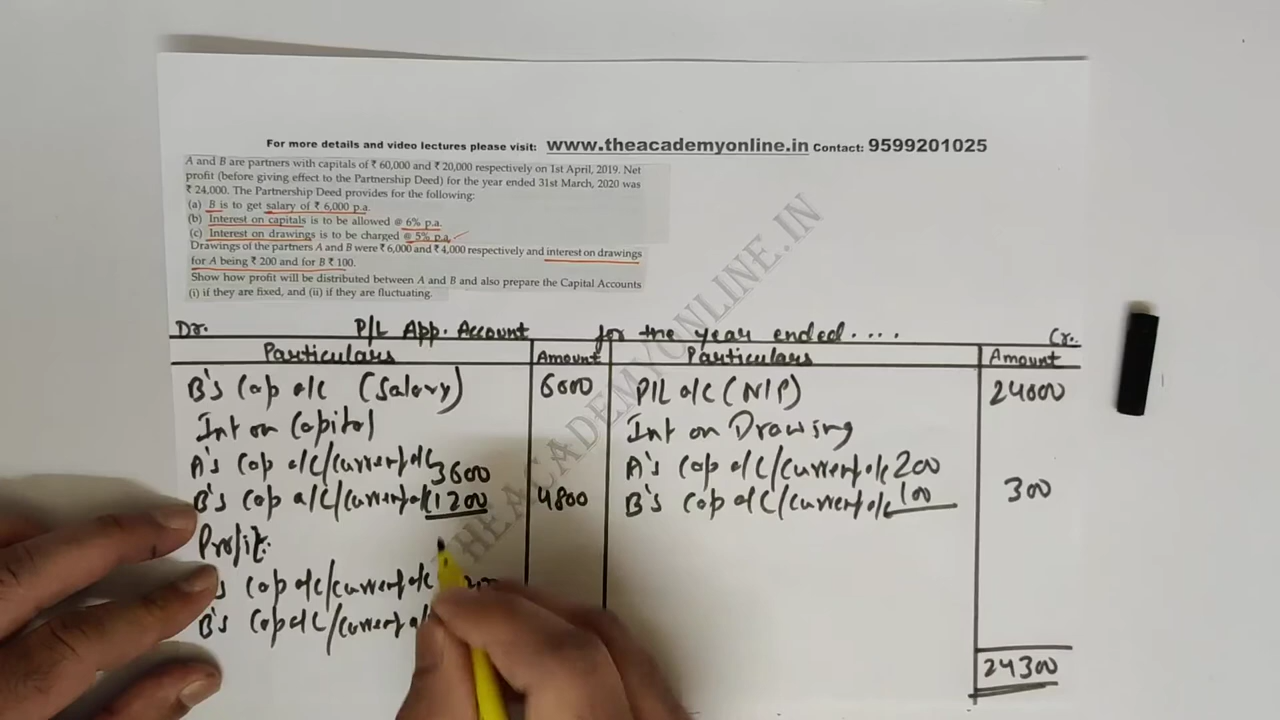 For more details and video lectures please visit: www.theacademyonline.in Contact: 9599201025
A and B are partners with capitals of ₹ 60,000 and ₹ 20,000 respectively on 1st April, 2019. Net
profit (before giving effect to the Partnership Deed) for the year ended 31st March, 2020 was
₹ 24,000. The Partnership Deed provides for the following:
(a) B is to get salary of ₹ 6,000 p.a.
(b) Interest on capitals is to be allowed @ 6% p.a.
(c) Interest on drawings is to be charged @ 5% p.a.
Drawings of the partners A and B were ₹ 6,000 and ₹ 4,000 respectively and interest on drawings
for A being ₹ 200 and for B ₹ 100.
Show how profit will be distributed between A and B and also prepare the Capital Accounts
(i) if they are fixed, and (ii) if they are fluctuating.
THEACADEMYONLINE.IN
Dr. P/L App. Account for the year ended.... Cr.
Particulars Amount Particulars Amount
B's Cap a/c (Salary) 6000 P/L a/c (N/P) 24000
Int on Capital Int on Drawing
A's Cap a/c/Current a/c 3600 A's Cap a/c/Current a/c 200
B's Cap a/c/Current a/c 1200 4800 B's Cap a/c/Current a/c 100 300
Profit:
's Cap a/c/Current a/c
B's Cap a/c/Current a/
24300